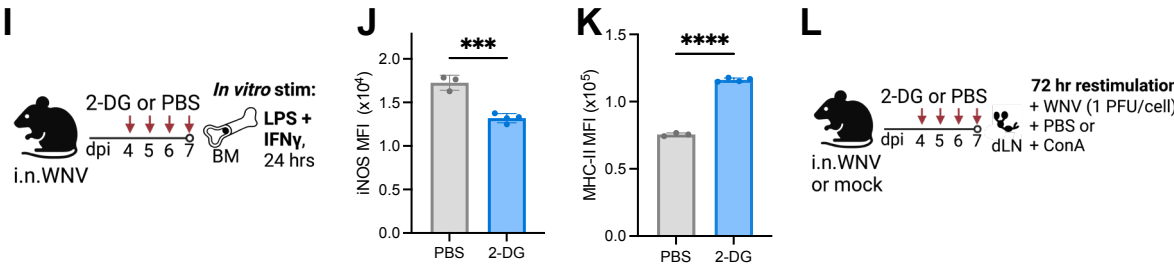 I
2-DG or PBS
dpi 4 5 6 7
i.n.WNV
BM
In vitro stim:
LPS +
IFNγ,
24 hrs
J
iNOS MFI (x10⁴)
2.0
1.5
1.0
0.5
0.0
***
PBS 2-DG
K
MHC-II MFI (x10⁵)
1.5
1.0
0.5
0.0
****
PBS 2-DG
L
2-DG or PBS
dpi 4 5 6 7
i.n.WNV
or mock
dLN
72 hr restimulation
+ WNV (1 PFU/cell)
+ PBS or
+ ConA